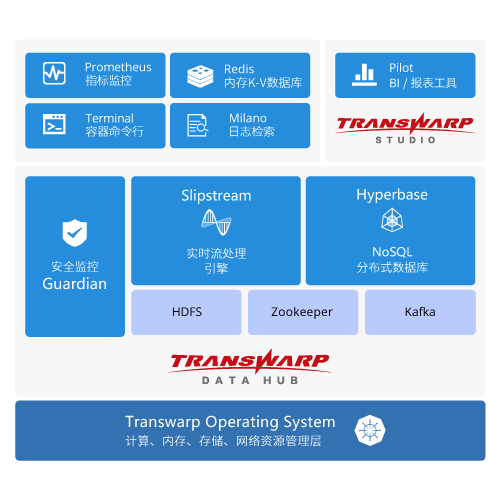 Prometheus
指标监控
Redis
内存K-V数据库
Pilot
BI / 报表工具
Terminal
容器命令行
Milano
日志检索
TRANSWARP
STUDIO
安全监控
Guardian
Slipstream
实时流处理
引擎
Hyperbase
NoSQL
分布式数据库
HDFS
Zookeeper
Kafka
TRANSWARP
DATA HUB
Transwarp Operating System
计算、内存、存储、网络资源管理层